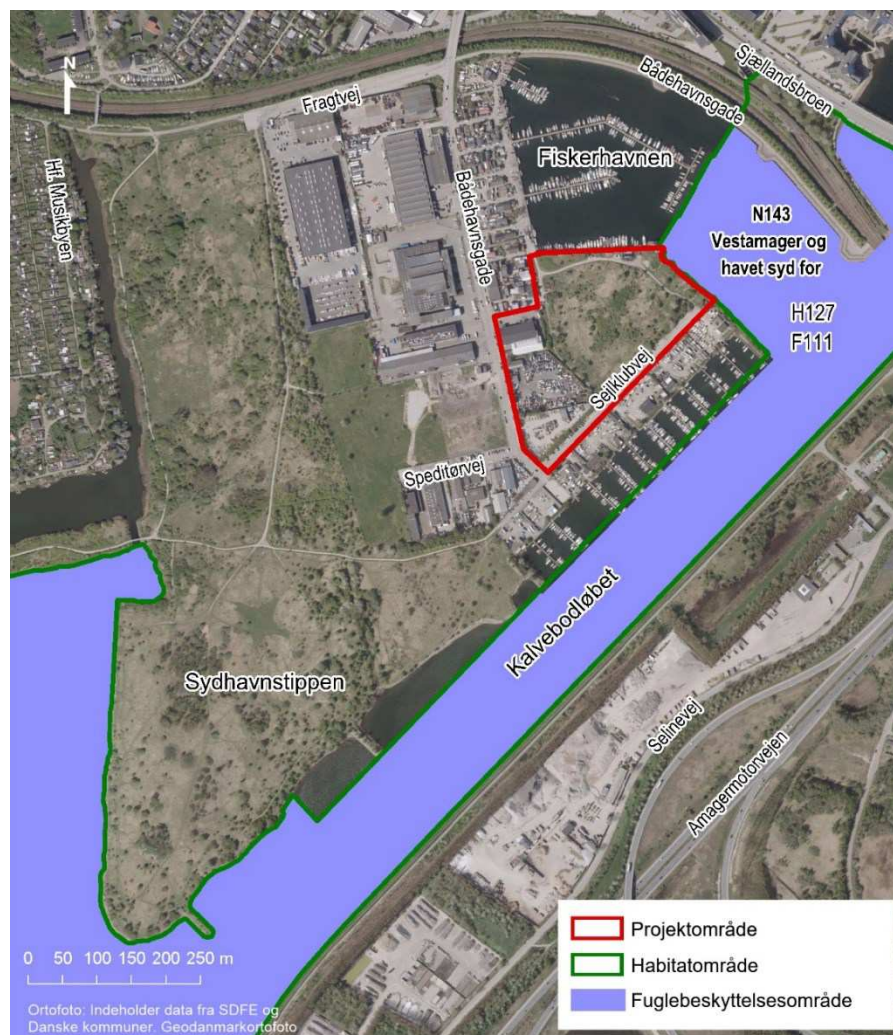 N
Fragtvej
Hf. Musikbyen
Bådehavnsgade
Fiskerhavnen
Bådehavnsgade
Sjællandsbroen
N143
Vestamager og
havet syd for
H127
F111
Sejlklubvej
Speditørvej
Kalvebodløbet
Sydhavnstippen
Selinevej
Amagermotorvejen
0 50 100 150 200 250 m
Ortofoto: Indeholder data fra SDFE og
Danske kommuner. Geodanmarkortofoto
Projektområde
Habitatområde
Fuglebeskyttelsesområde